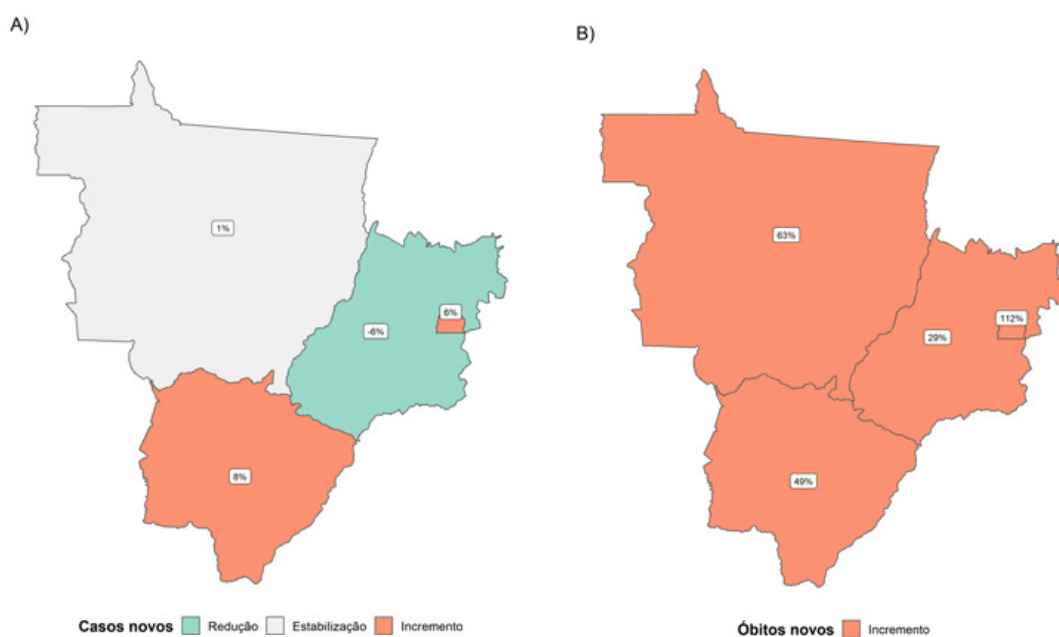 A)
B)
1%
6%
-6%
8%
63%
112%
29%
49%
Casos novos Redução Estabilização Incremento
Óbitos novos Incremento